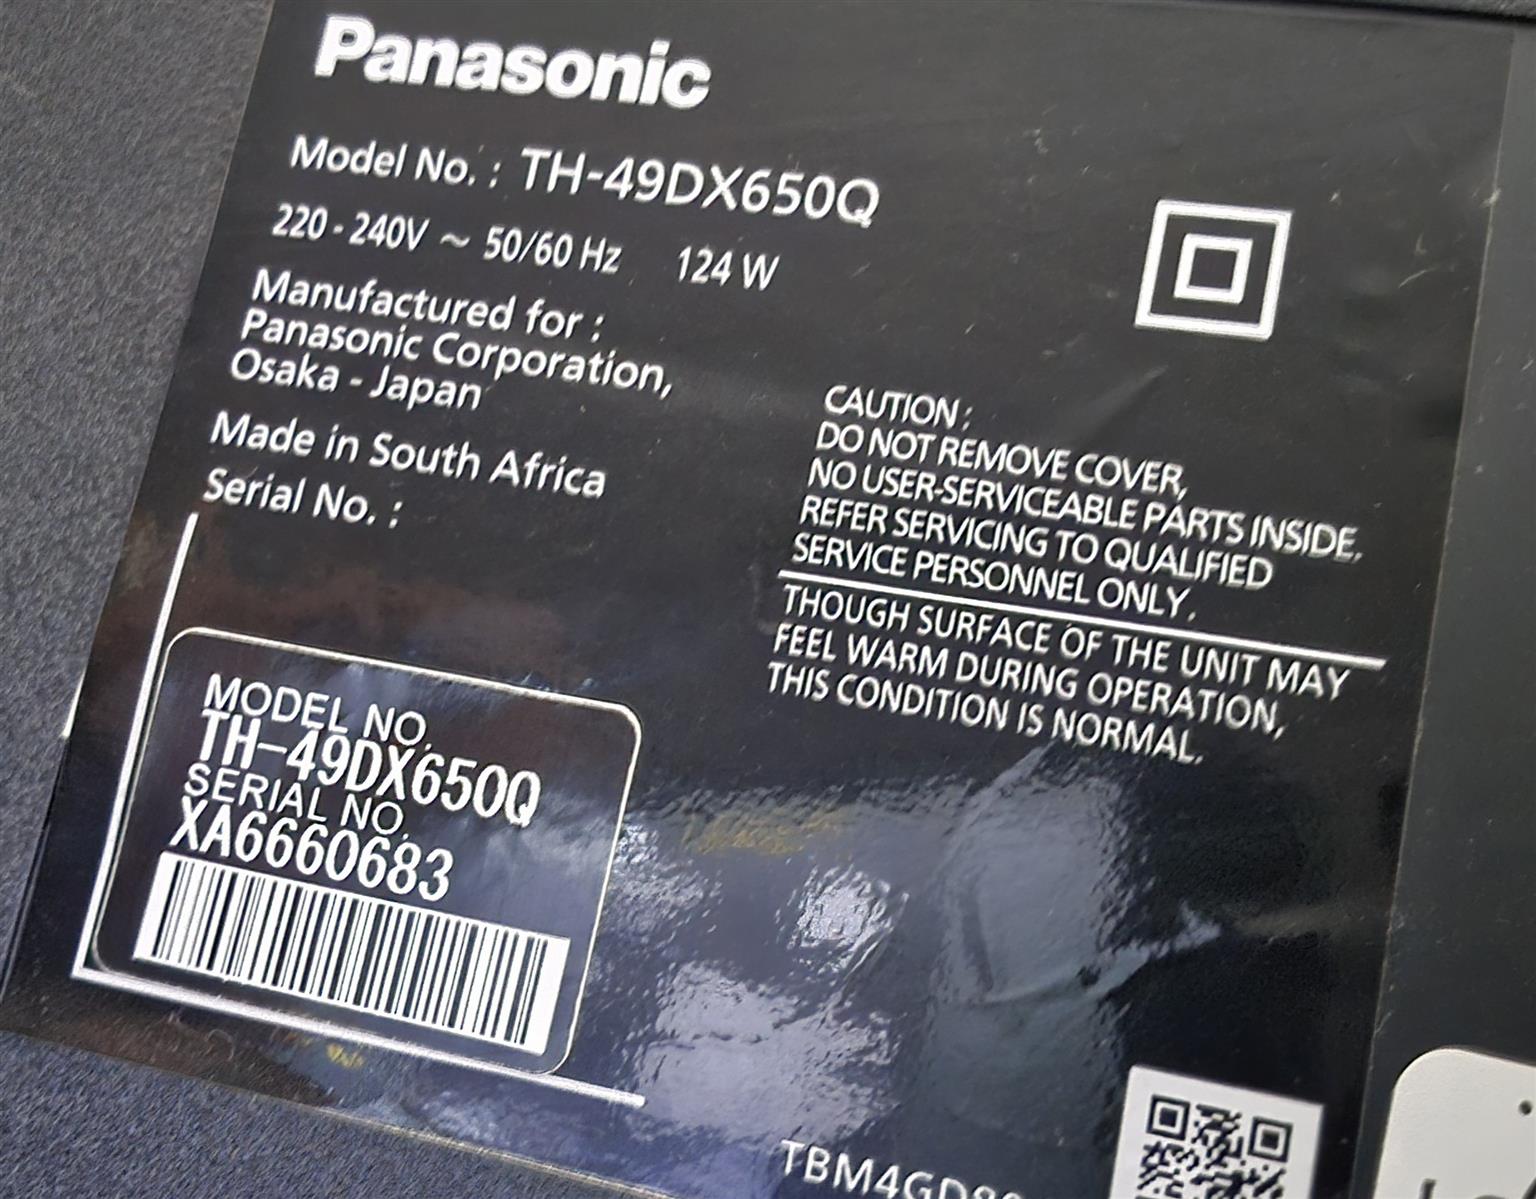 Panasonic
Model No. : TH-49DX650Q
220 - 240V ~ 50/60 Hz 124 W
Manufactured for :
Panasonic Corporation,
Osaka - Japan
Made in South Africa
Serial No. :
MODEL NO.
TH-49DX650Q
SERIAL NO.
XA6660683
CAUTION :
DO NOT REMOVE COVER,
NO USER-SERVICEABLE PARTS INSIDE.
REFER SERVICING TO QUALIFIED
SERVICE PERSONNEL ONLY.
THOUGH SURFACE OF THE UNIT MAY
FEEL WARM DURING OPERATION,
THIS CONDITION IS NORMAL.